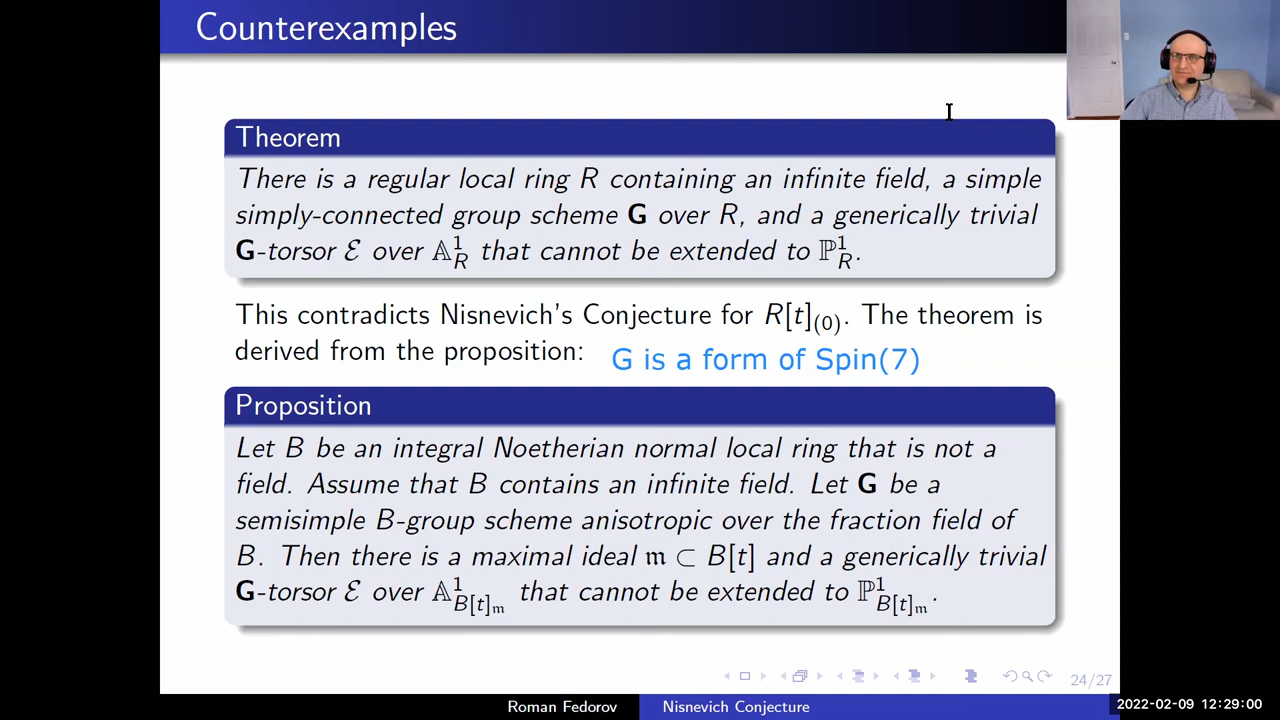 Counterexamples
Theorem
There is a regular local ring R containing an infinite field, a simple
simply-connected group scheme G over R, and a generically trivial
G-torsor ℰ over 𝔸¹_R that cannot be extended to ℙ¹_R.
This contradicts Nisnevich's Conjecture for R[t]₍₀₎. The theorem is
derived from the proposition: G is a form of Spin(7)
Proposition
Let B be an integral Noetherian normal local ring that is not a
field. Assume that B contains an infinite field. Let G be a
semisimple B-group scheme anisotropic over the fraction field of
B. Then there is a maximal ideal 𝔪 ⊂ B[t] and a generically trivial
G-torsor ℰ over 𝔸¹_{B[t]_𝔪} that cannot be extended to ℙ¹_{B[t]_𝔪}.
24/27
Roman Fedorov Nisnevich Conjecture
2022-02-09 12:29:00